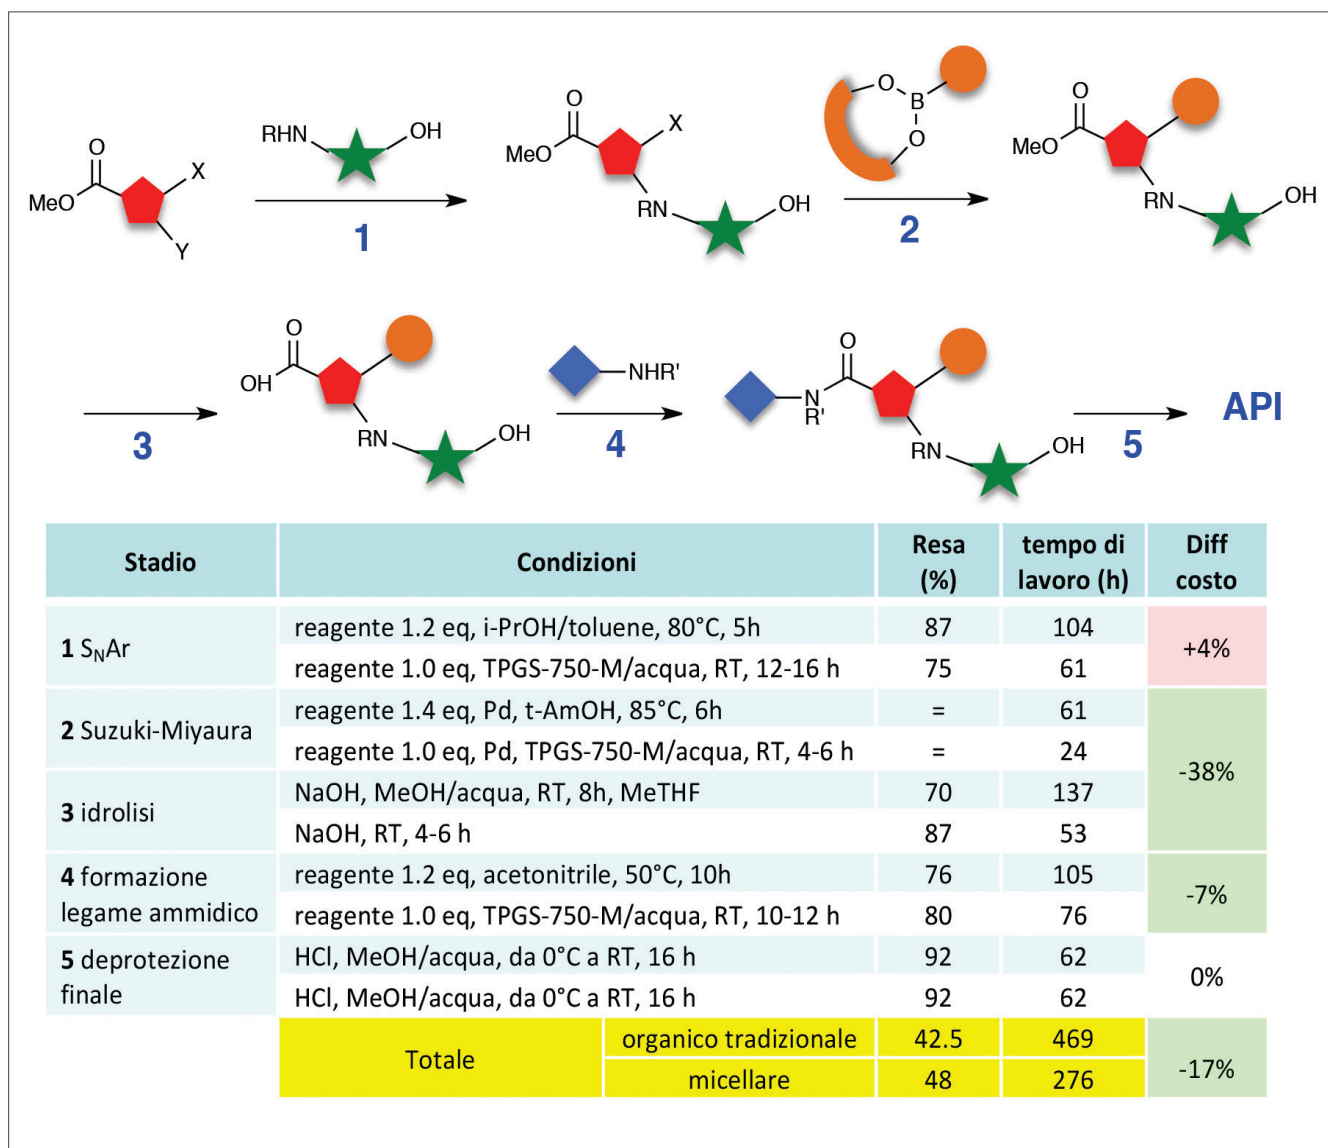 O
MeO
X
Y
RHN
OH
1
O
MeO
X
RN
OH
O
B
O
2
O
MeO
RN
OH
3
O
OH
RN
OH
NHR'
4
O
N
R'
RN
OH
5
API
Stadio
Condizioni
Resa
(%)
tempo di
lavoro (h)
Diff
costo
1 SNAr
reagente 1.2 eq, i-PrOH/toluene, 80°C, 5h
87
104
+4%
reagente 1.0 eq, TPGS-750-M/acqua, RT, 12-16 h
75
61
2 Suzuki-Miyaura
reagente 1.4 eq, Pd, t-AmOH, 85°C, 6h
=
61
reagente 1.0 eq, Pd, TPGS-750-M/acqua, RT, 4-6 h
=
24
-38%
3 idrolisi
NaOH, MeOH/acqua, RT, 8h, MeTHF
70
137
NaOH, RT, 4-6 h
87
53
4 formazione
legame ammidico
reagente 1.2 eq, acetonitrile, 50°C, 10h
76
105
-7%
reagente 1.0 eq, TPGS-750-M/acqua, RT, 10-12 h
80
76
5 deprotezione
finale
HCl, MeOH/acqua, da 0°C a RT, 16 h
92
62
0%
HCl, MeOH/acqua, da 0°C a RT, 16 h
92
62
Totale
organico tradizionale
42.5
469
-17%
micellare
48
276